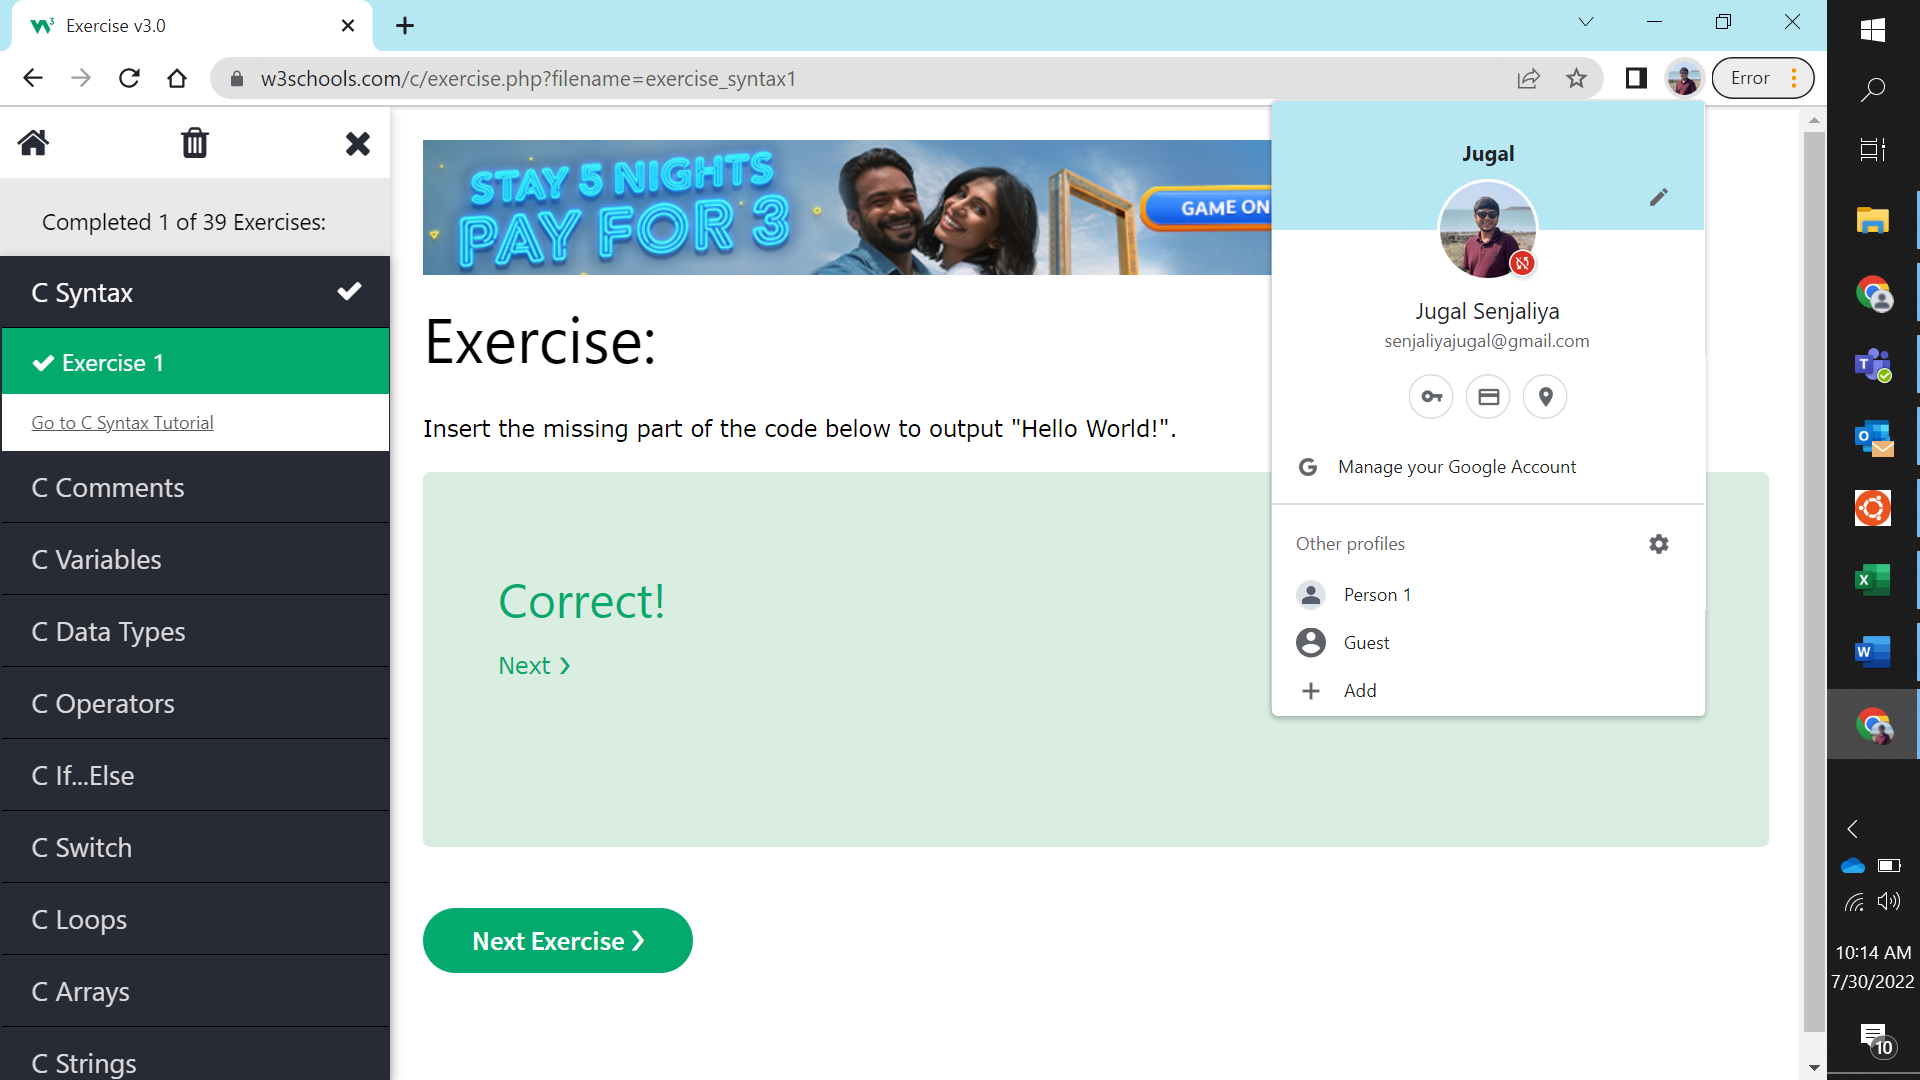 Exercise v3.0
w3schools.com/c/exercise.php?filename=exercise_syntax1
Error
Completed 1 of 39 Exercises:
C Syntax
Exercise 1
Go to C Syntax Tutorial
C Comments
C Variables
C Data Types
C Operators
C If...Else
C Switch
C Loops
C Arrays
C Strings
STAY 5 NIGHTS
PAY FOR 3
GAME ON
Exercise:
Insert the missing part of the code below to output "Hello World!".
Correct!
Next ❯
Next Exercise ❯
Jugal
Jugal Senjaliya
senjaliyajugal@gmail.com
Manage your Google Account
Other profiles
Person 1
Guest
Add
10:14 AM
7/30/2022
10